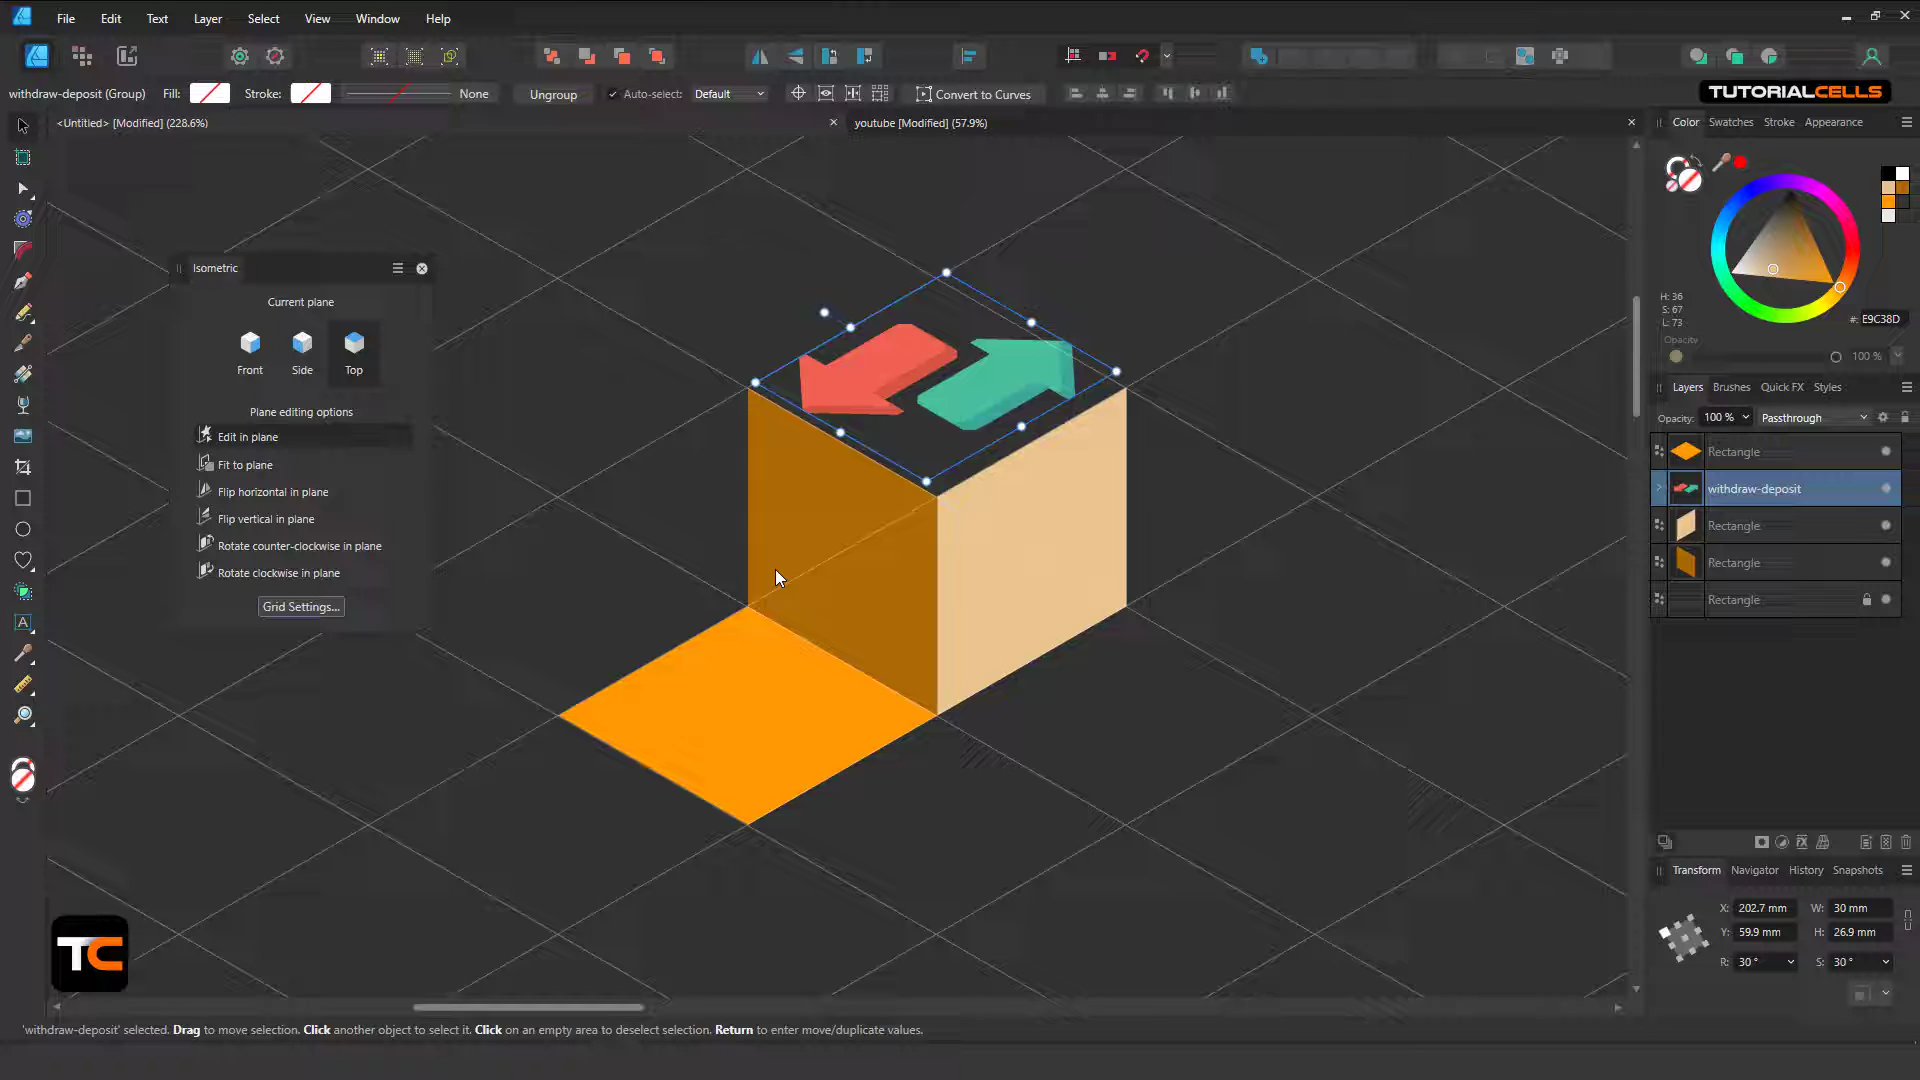 File Edit Text Layer Select View Window Help
withdraw-deposit (Group) Fill: Stroke: None Ungroup Auto-select: Default Convert to Curves
TUTORIALCELLS
<Untitled> [Modified] (228.6%)
youtube [Modified] (57.9%)
Color Swatches Stroke Appearance
H: 36
S: 67
L: 73
#: E9C38D
Opacity
100 %
Isometric
Current plane
Front Side Top
Plane editing options
Edit in plane
Fit to plane
Flip horizontal in plane
Flip vertical in plane
Rotate counter-clockwise in plane
Rotate clockwise in plane
Grid Settings...
Layers Brushes Quick FX Styles
Opacity: 100 % Passthrough
Rectangle
withdraw-deposit
Rectangle
Rectangle
Rectangle
Transform Navigator History Snapshots
X: 202.7 mm W: 30 mm
Y: 59.9 mm H: 26.9 mm
R: 30 ° S: 30 °
TC
'withdraw-deposit' selected. Drag to move selection. Click another object to select it. Click on an empty area to deselect selection. Return to enter move/duplicate values.